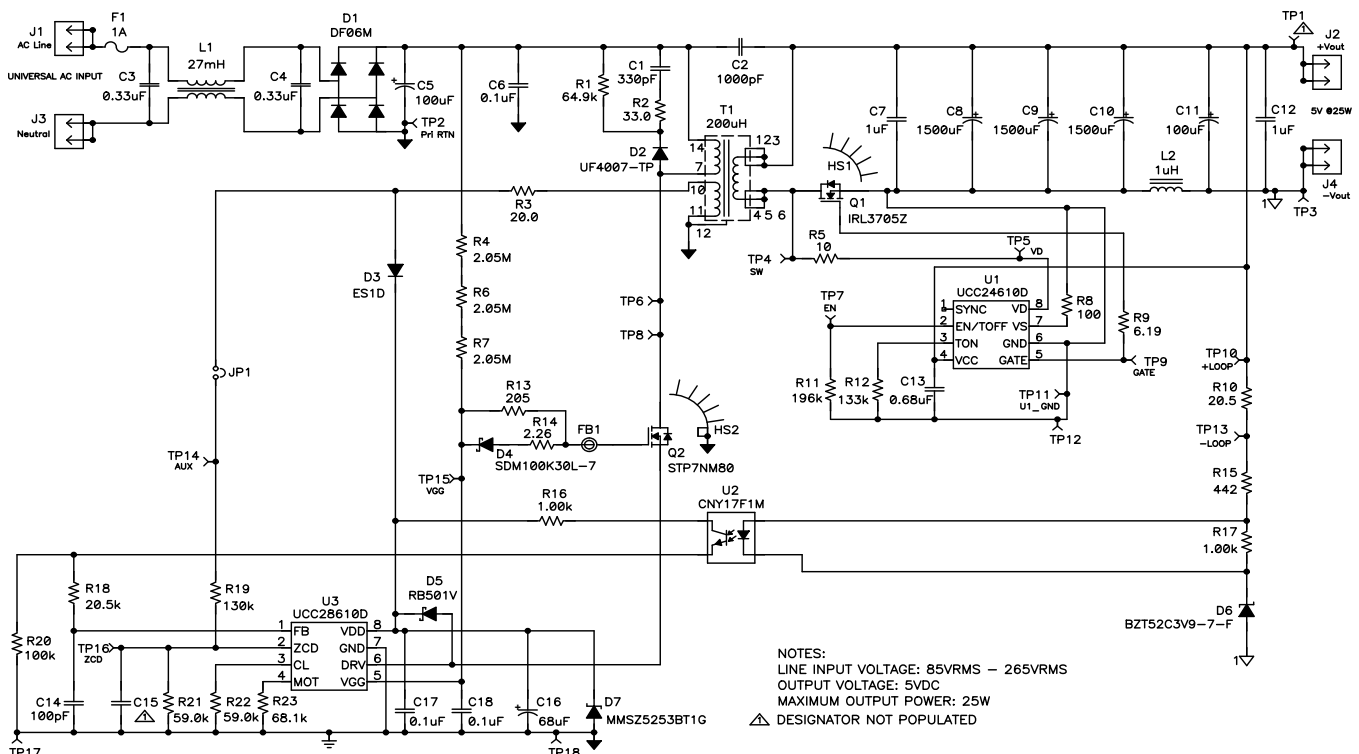 J1
AC Line
F1
1A
UNIVERSAL AC INPUT
J3
Neutral
C3
0.33uF
L1
27mH
C4
0.33uF
D1
DF06M
C5
100uF
TP2
Pri RTN
C6
0.1uF
R1
64.9k
C1
330pF
R2
33.0
D2
UF4007-TP
C2
1000pF
T1
200uH
14
7
10
11
12
123
4 5 6
HS1
Q1
IRL3705Z
C7
1uF
C8
1500uF
C9
1500uF
C10
1500uF
C11
100uF
C12
1uF
L2
1uH
TP1
1
J2
+Vout
5V @25W
J4
-Vout
TP3
1
R3
20.0
R4
2.05M
R6
2.05M
R7
2.05M
D3
ES1D
JP1
TP14
AUX
TP6
TP8
R13
205
R14
2.26
FB1
D4
SDM100K30L-7
TP15
VGG
HS2
Q2
STP7NM80
R5
10
TP4
SW
TP5
VD
U1
UCC24610D
1
SYNC
VD
8
2
EN/TOFF
VS
7
3
TON
GND
6
4
VCC
GATE
5
TP7
EN
R8
100
R9
6.19
TP9
GATE
R11
196k
R12
133k
C13
0.68uF
TP11
U1_GND
TP12
TP10
+LOOP
R10
20.5
TP13
-LOOP
R15
442
R17
1.00k
D6
BZT52C3V9-7-F
1
R16
1.00k
U2
CNY17F1M
R18
20.5k
R19
130k
R20
100k
TP16
ZCD
C14
100pF
C15
1
R21
59.0k
R22
59.0k
R23
68.1k
U3
UCC28610D
1
FB
VDD
8
2
ZCD
GND
7
3
CL
DRV
6
4
MOT
VGG
5
D5
RB501V
C17
0.1uF
C18
0.1uF
C16
68uF
D7
MMSZ5253BT1G
TP17
TP18
NOTES:
LINE INPUT VOLTAGE: 85VRMS - 265VRMS
OUTPUT VOLTAGE: 5VDC
MAXIMUM OUTPUT POWER: 25W
1 DESIGNATOR NOT POPULATED